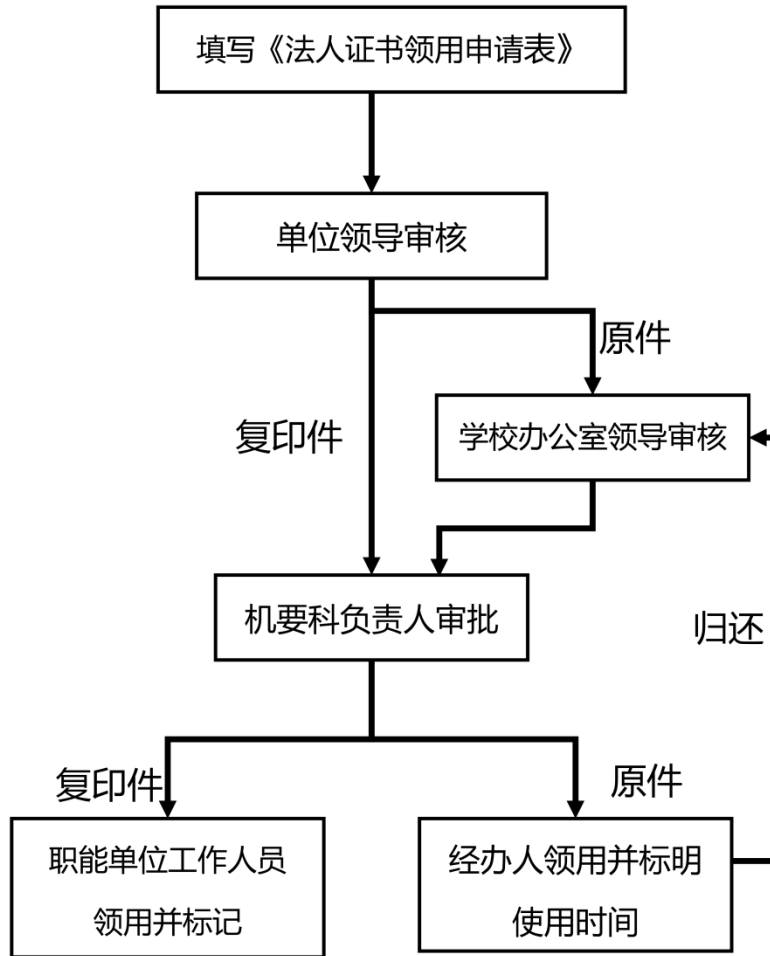 填写《法人证书领用申请表》
单位领导审核
原件
复印件
学校办公室领导审核
机要科负责人审批
归还
复印件
原件
职能单位工作人员
领用并标记
经办人领用并标明
使用时间